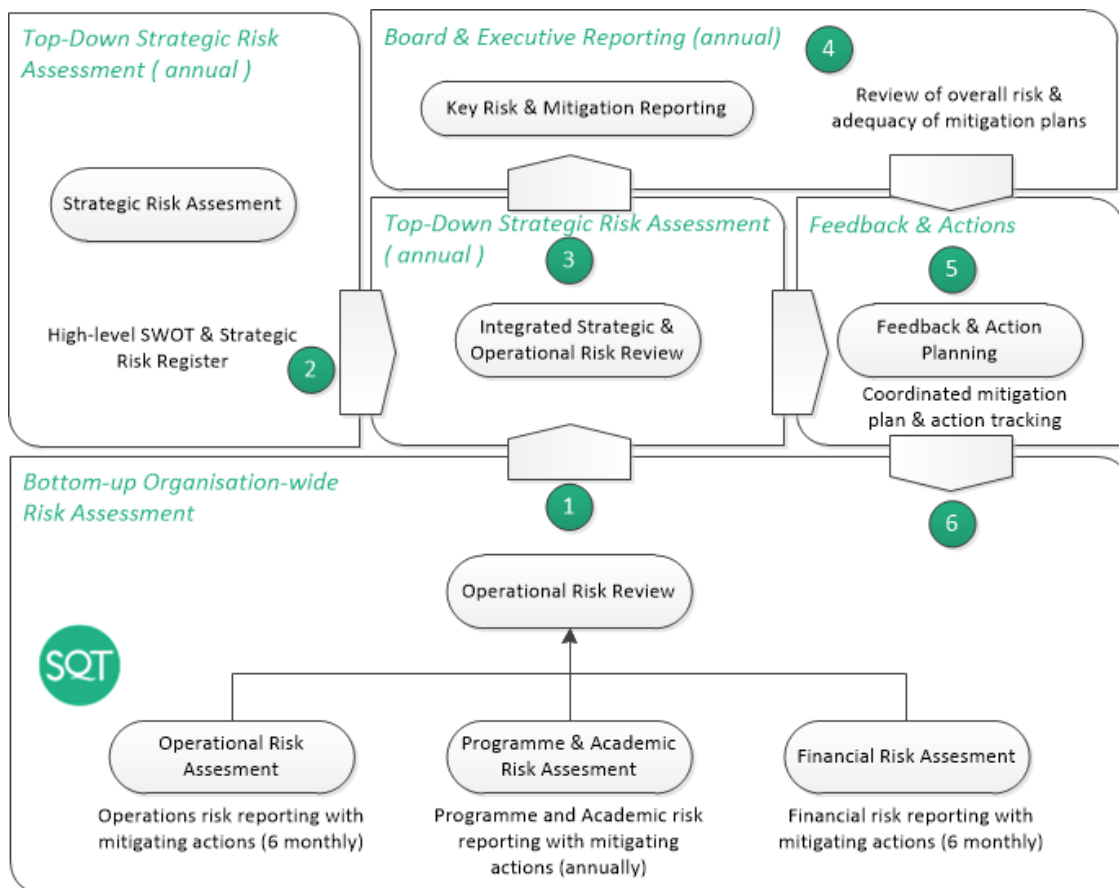 Top-Down Strategic Risk
Assessment ( annual )
Strategic Risk Assesment
High-level SWOT & Strategic
Risk Register
2
Board & Executive Reporting (annual)
4
Key Risk & Mitigation Reporting
Review of overall risk &
adequacy of mitigation plans
Top-Down Strategic Risk Assessment
( annual )
3
Integrated Strategic &
Operational Risk Review
Feedback & Actions
5
Feedback & Action
Planning
Coordinated mitigation
plan & action tracking
Bottom-up Organisation-wide
Risk Assessment
1
6
Operational Risk Review
SQT
Operational Risk
Assesment
Operations risk reporting with
mitigating actions (6 monthly)
Programme & Academic
Risk Assesment
Programme and Academic risk
reporting with mitigating
actions (annually)
Financial Risk Assesment
Financial risk reporting with
mitigating actions (6 monthly)